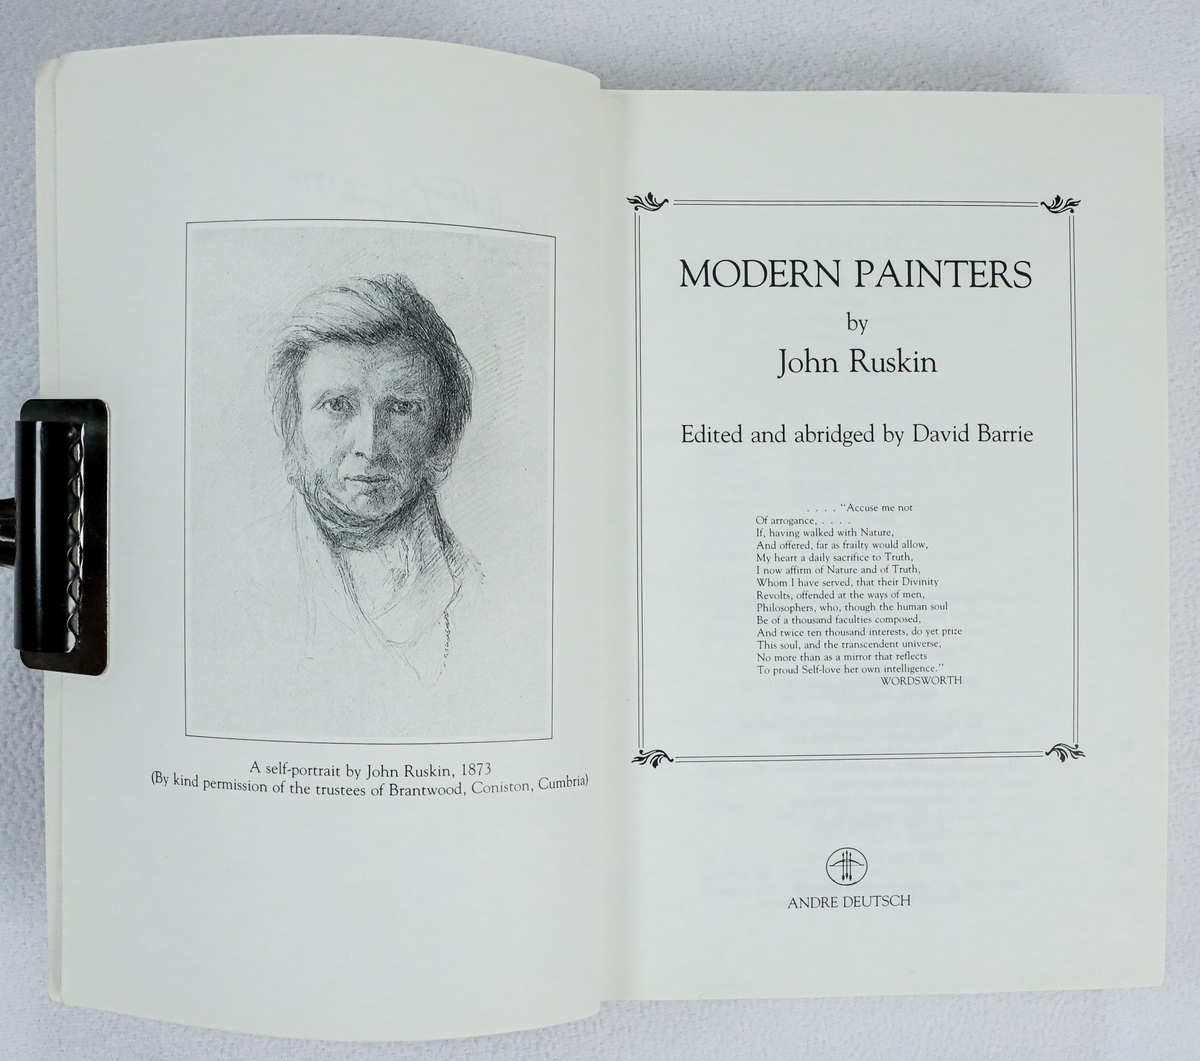 A self-portrait by John Ruskin, 1873
(By kind permission of the trustees of Brantwood, Coniston, Cumbria)
MODERN PAINTERS
by
John Ruskin
Edited and abridged by David Barrie
. . . . "Accuse me not
Of arrogance, . . . .
If, having walked with Nature,
And offered, far as frailty would allow,
My heart a daily sacrifice to Truth,
I now affirm of Nature and of Truth,
Whom I have served, that their Divinity
Revolts, offended at the ways of men,
Philosophers, who, though the human soul
Be of a thousand faculties composed,
And twice ten thousand interests, do yet prize
This soul, and the transcendent universe,
No more than as a mirror that reflects
To proud Self-love her own intelligence."
WORDSWORTH
ANDRE DEUTSCH